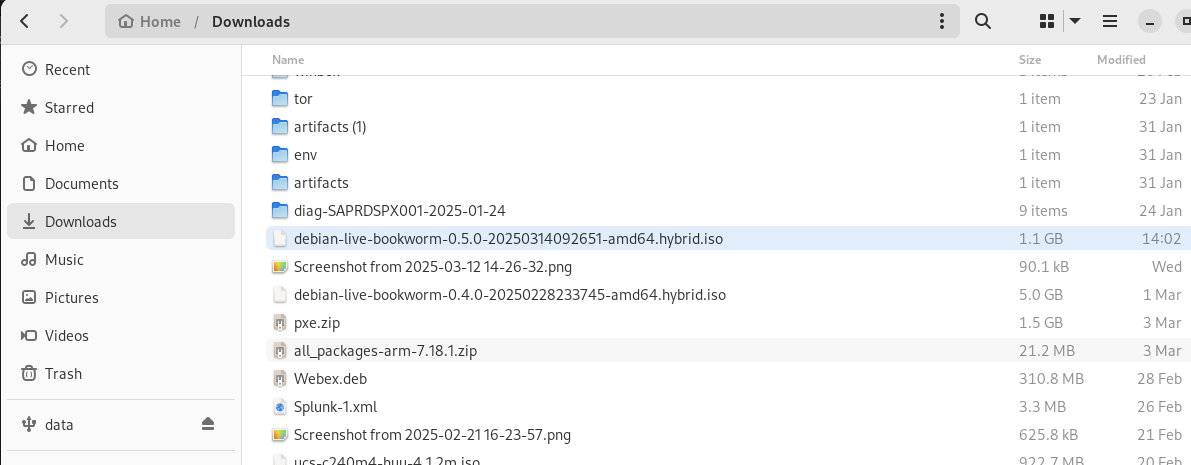 Home / Downloads
Name Size Modified
Recent
Starred
Home
Documents
Downloads
Music
Pictures
Videos
Trash
data
tor 1 item 23 Jan
artifacts (1) 1 item 31 Jan
env 1 item 31 Jan
artifacts 1 item 31 Jan
diag-SAPRDSPX001-2025-01-24 9 items 24 Jan
debian-live-bookworm-0.5.0-20250314092651-amd64.hybrid.iso 1.1 GB 14:02
Screenshot from 2025-03-12 14-26-32.png 90.1 kB Wed
debian-live-bookworm-0.4.0-20250228233745-amd64.hybrid.iso 5.0 GB 1 Mar
pxe.zip 1.5 GB 3 Mar
all_packages-arm-7.18.1.zip 21.2 MB 3 Mar
Webex.deb 310.8 MB 28 Feb
Splunk-1.xml 3.3 MB 26 Feb
Screenshot from 2025-02-21 16-23-57.png 625.8 kB 21 Feb
ucs-c240m4-huu-4.1.2m.iso 922.7 MB 20 Feb